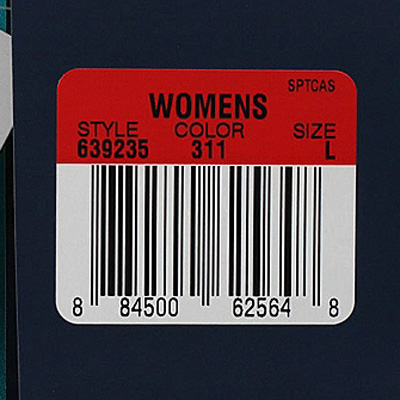 SPTCAS
WOMENS
STYLE COLOR SIZE
639235 311 L
8 84500 62564 8